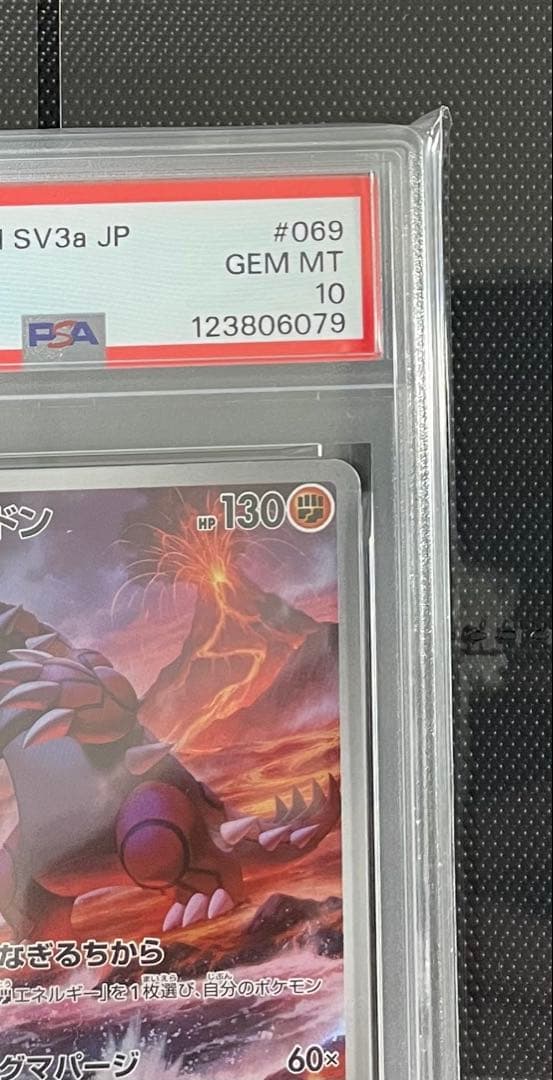 SV3a JP
#069
GEM MT
10
PSA
123806079
ドン
HP 130
なぎるちから
エネルギー」を1枚選び、自分のポケモン
グマパージ
60×